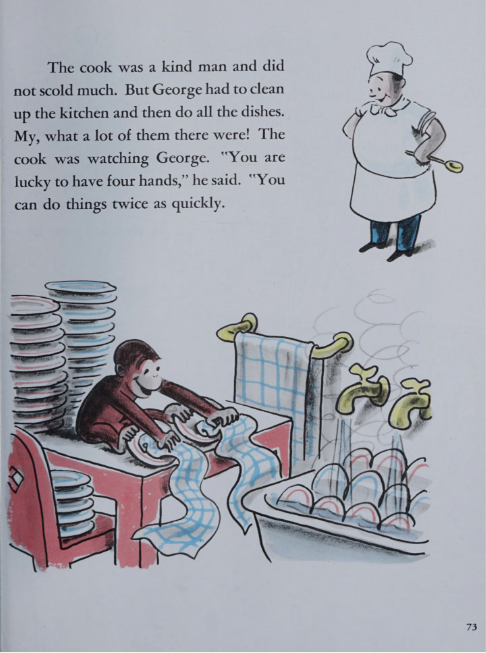 The cook was a kind man and did
not scold much. But George had to clean
up the kitchen and then do all the dishes.
My, what a lot of them there were! The
cook was watching George. "You are
lucky to have four hands," he said. "You
can do things twice as quickly.
73